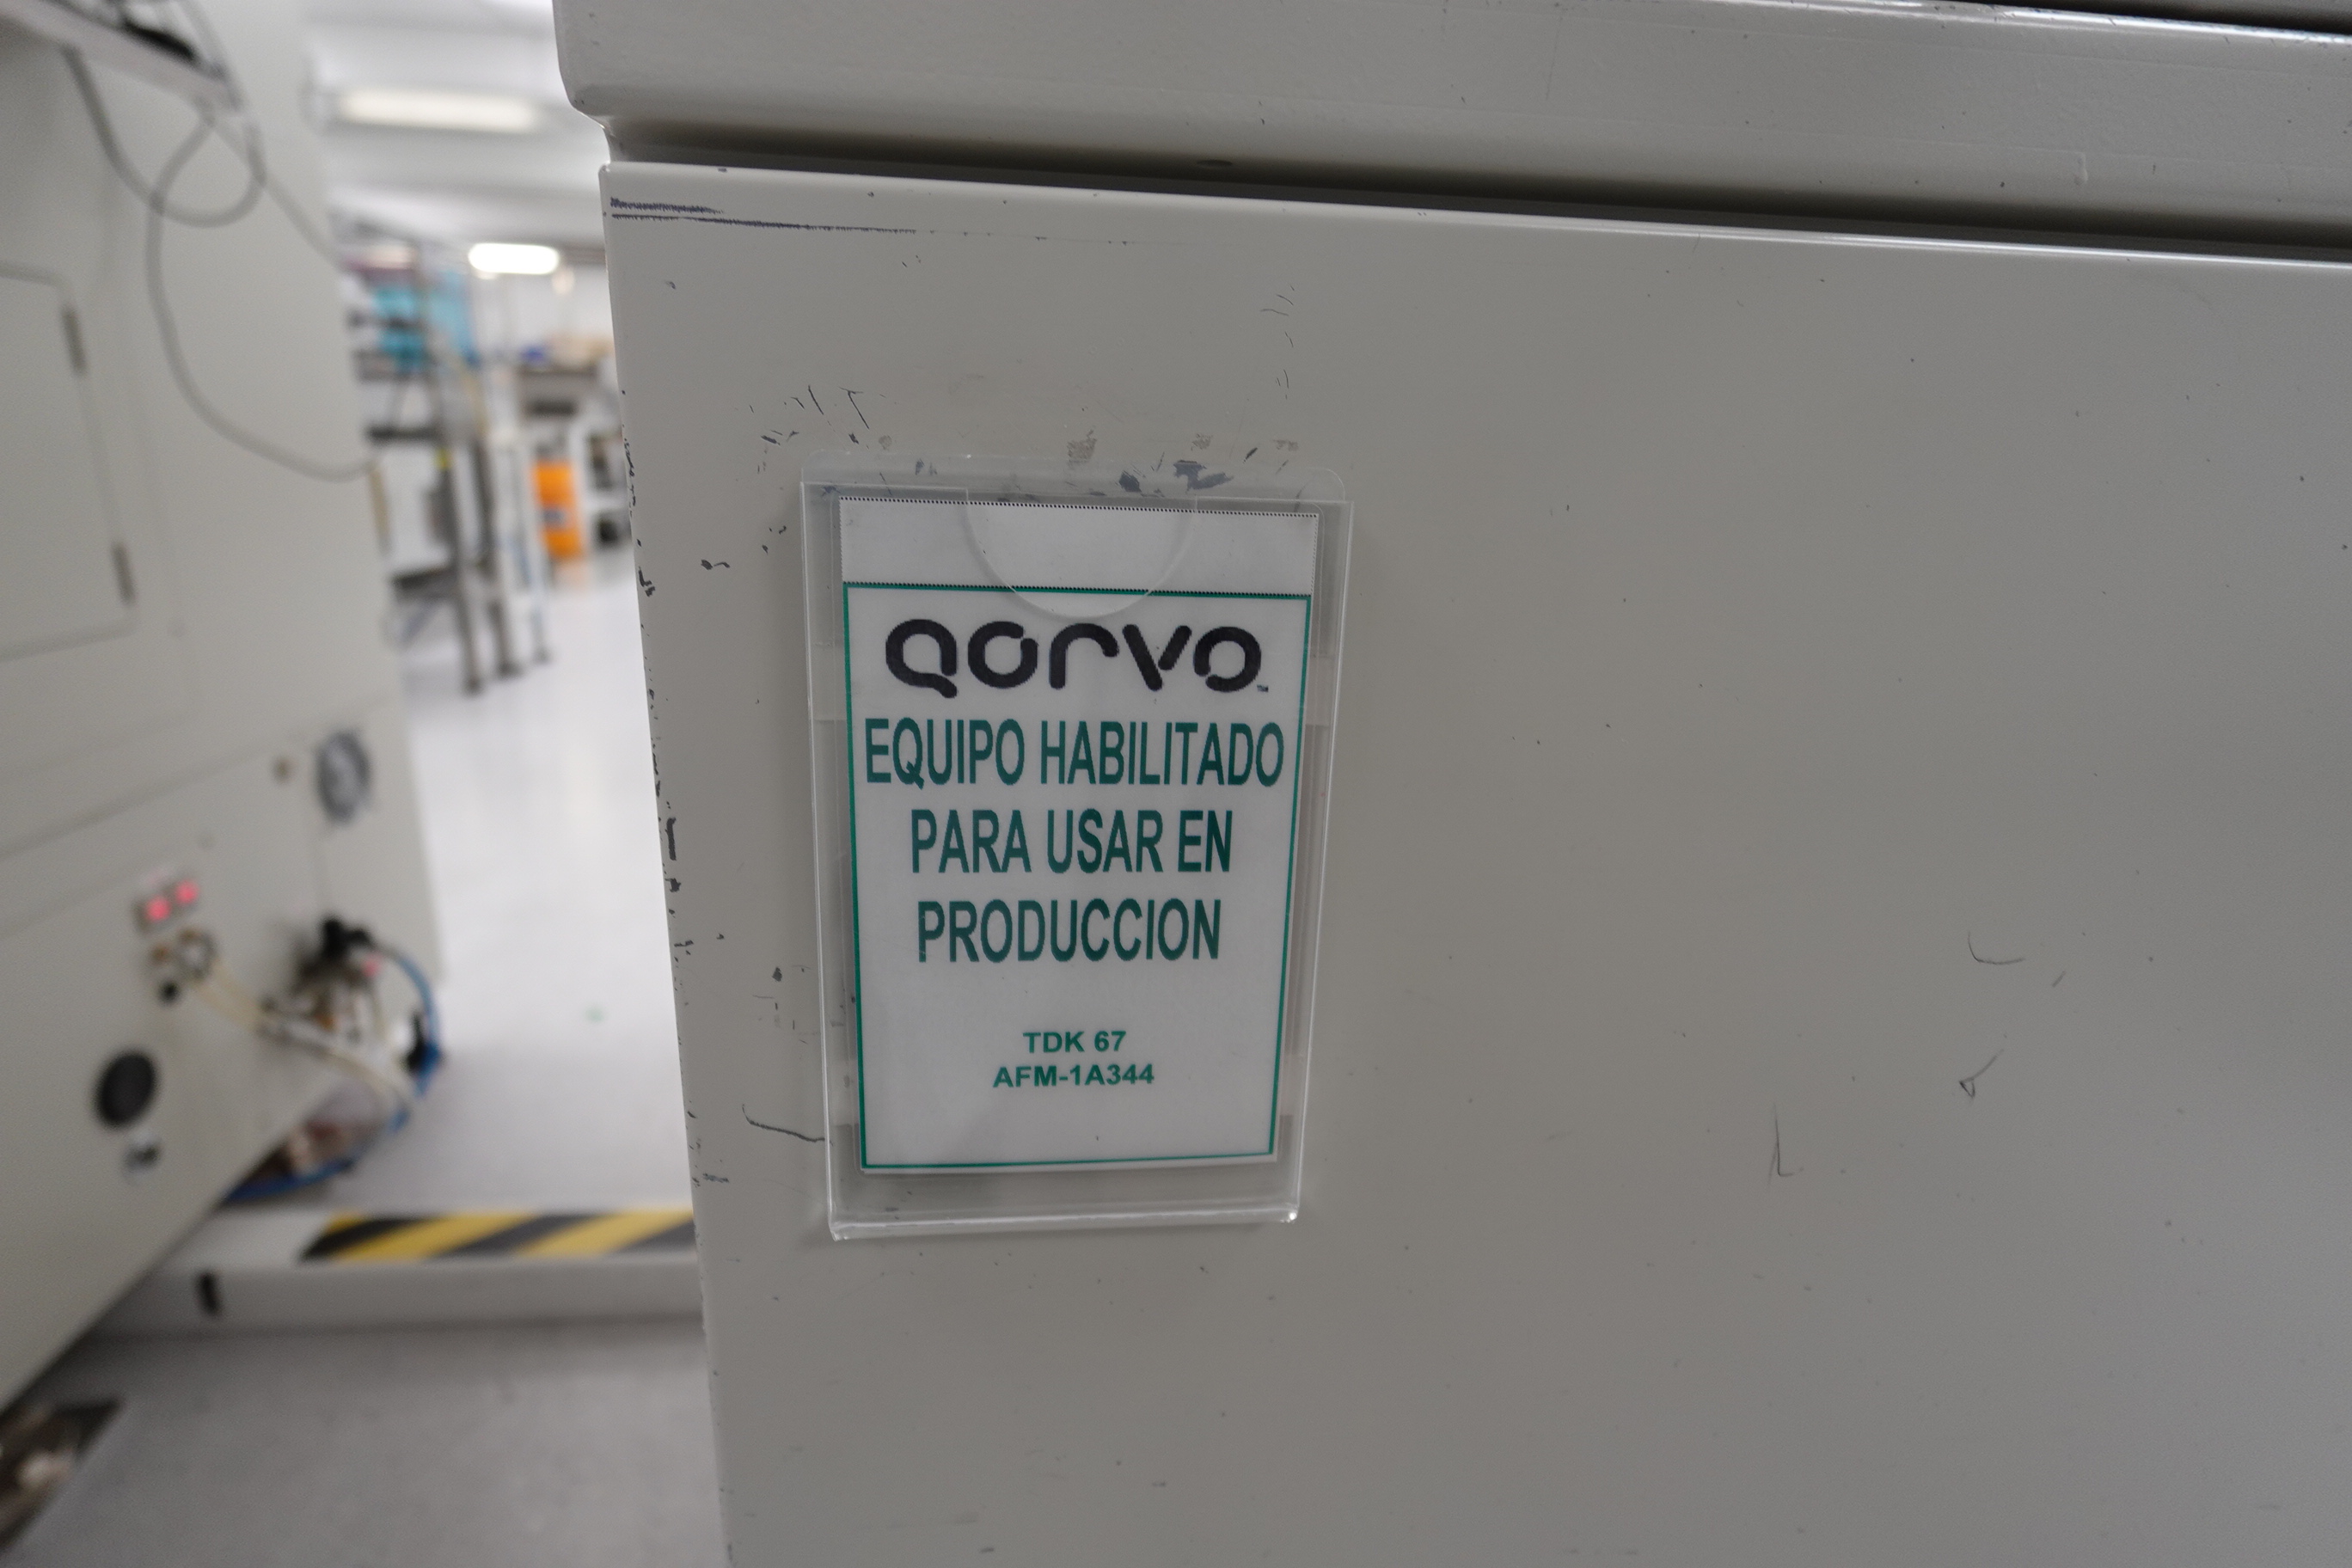 Qorvo
EQUIPO HABILITADO
PARA USAR EN
PRODUCCION
TDK 67
AFM-1A344